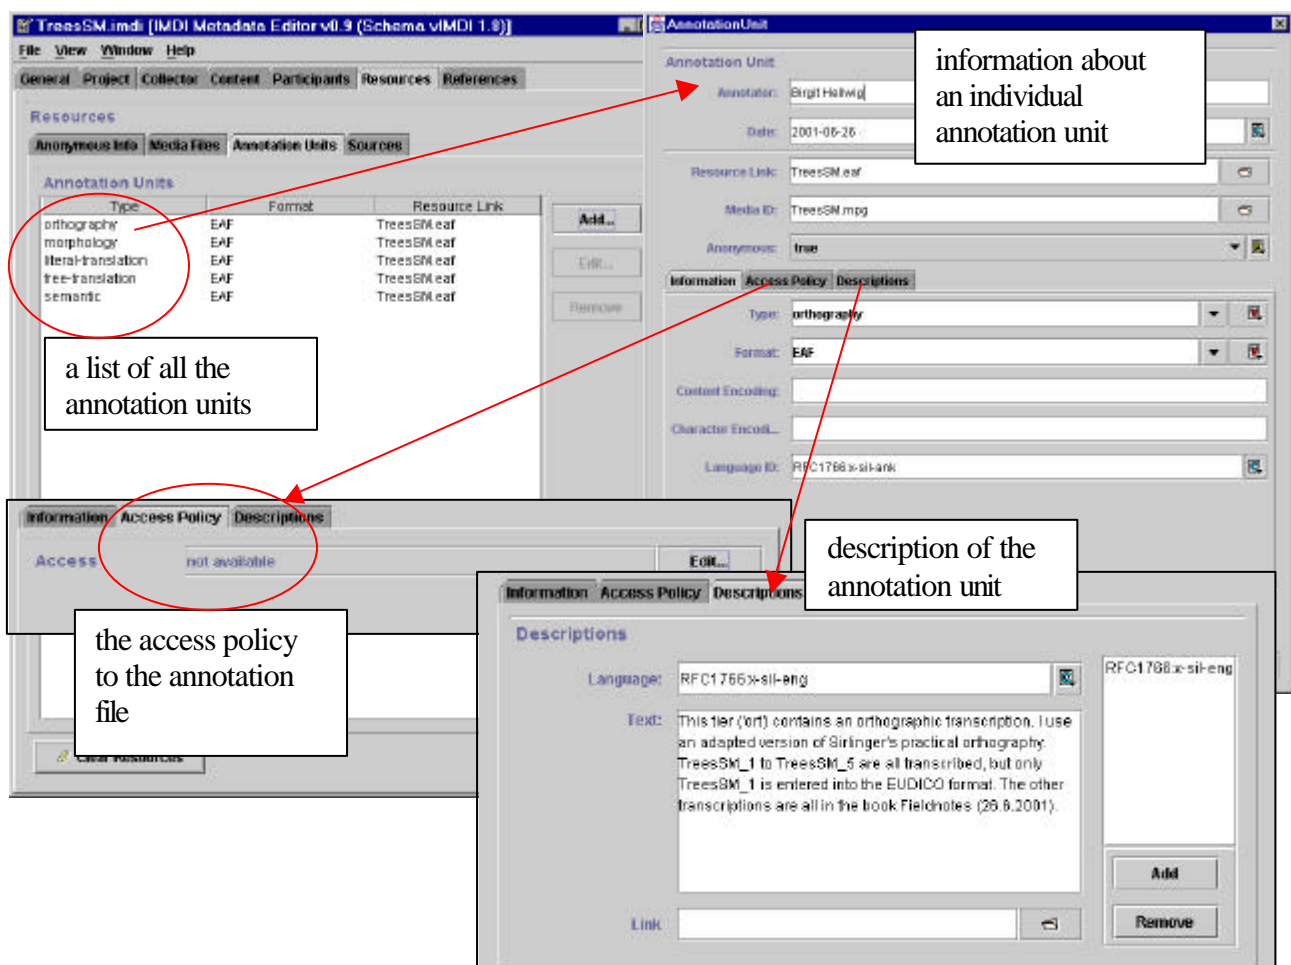 TreesSM.imdi [IMDI Metadata Editor v0.9 (Schema vIMDI 1.8)]
File View Window Help
General Project Collector Content Participants Resources References
Resources
Anonymous Info Media Files Annotation Units Sources
Annotation Units
Type Format Resource Link
orthography EAF TreesSM.eaf
morphology EAF TreesSM.eaf
literal-translation EAF TreesSM.eaf
free-translation EAF TreesSM.eaf
semantic EAF TreesSM.eaf
Add...
Edit...
Remove
a list of all the
annotation units
AnnotationUnit
Annotation Unit
Annotator: Birgit Hellwig
Date: 2001-06-26
Resource Link: TreesSM.eaf
Media ID: TreesSM.mpg
Anonymous: true
information about
an individual
annotation unit
Information Access Policy Descriptions
Type: orthography
Format: EAF
Content Encoding:
Character Encodi...
Language ID: RFC1766:x-sil-ank
Information Access Policy Descriptions
Access not available Edit...
the access policy
to the annotation
file
Clear Resources
description of the
annotation unit
Information Access Policy Descriptions
Descriptions
Language: RFC1766:x-sil-eng
RFC1766:x-sil-eng
Text: This tier ('ort') contains an orthographic transcription. I use
an adapted version of Sirlinger's practical orthography.
TreesSM_1 to TreesSM_5 are all transcribed, but only
TreesSM_1 is entered into the EUDICO format. The other
transcriptions are all in the book Fieldnotes (26.6.2001).
Add
Link
Remove